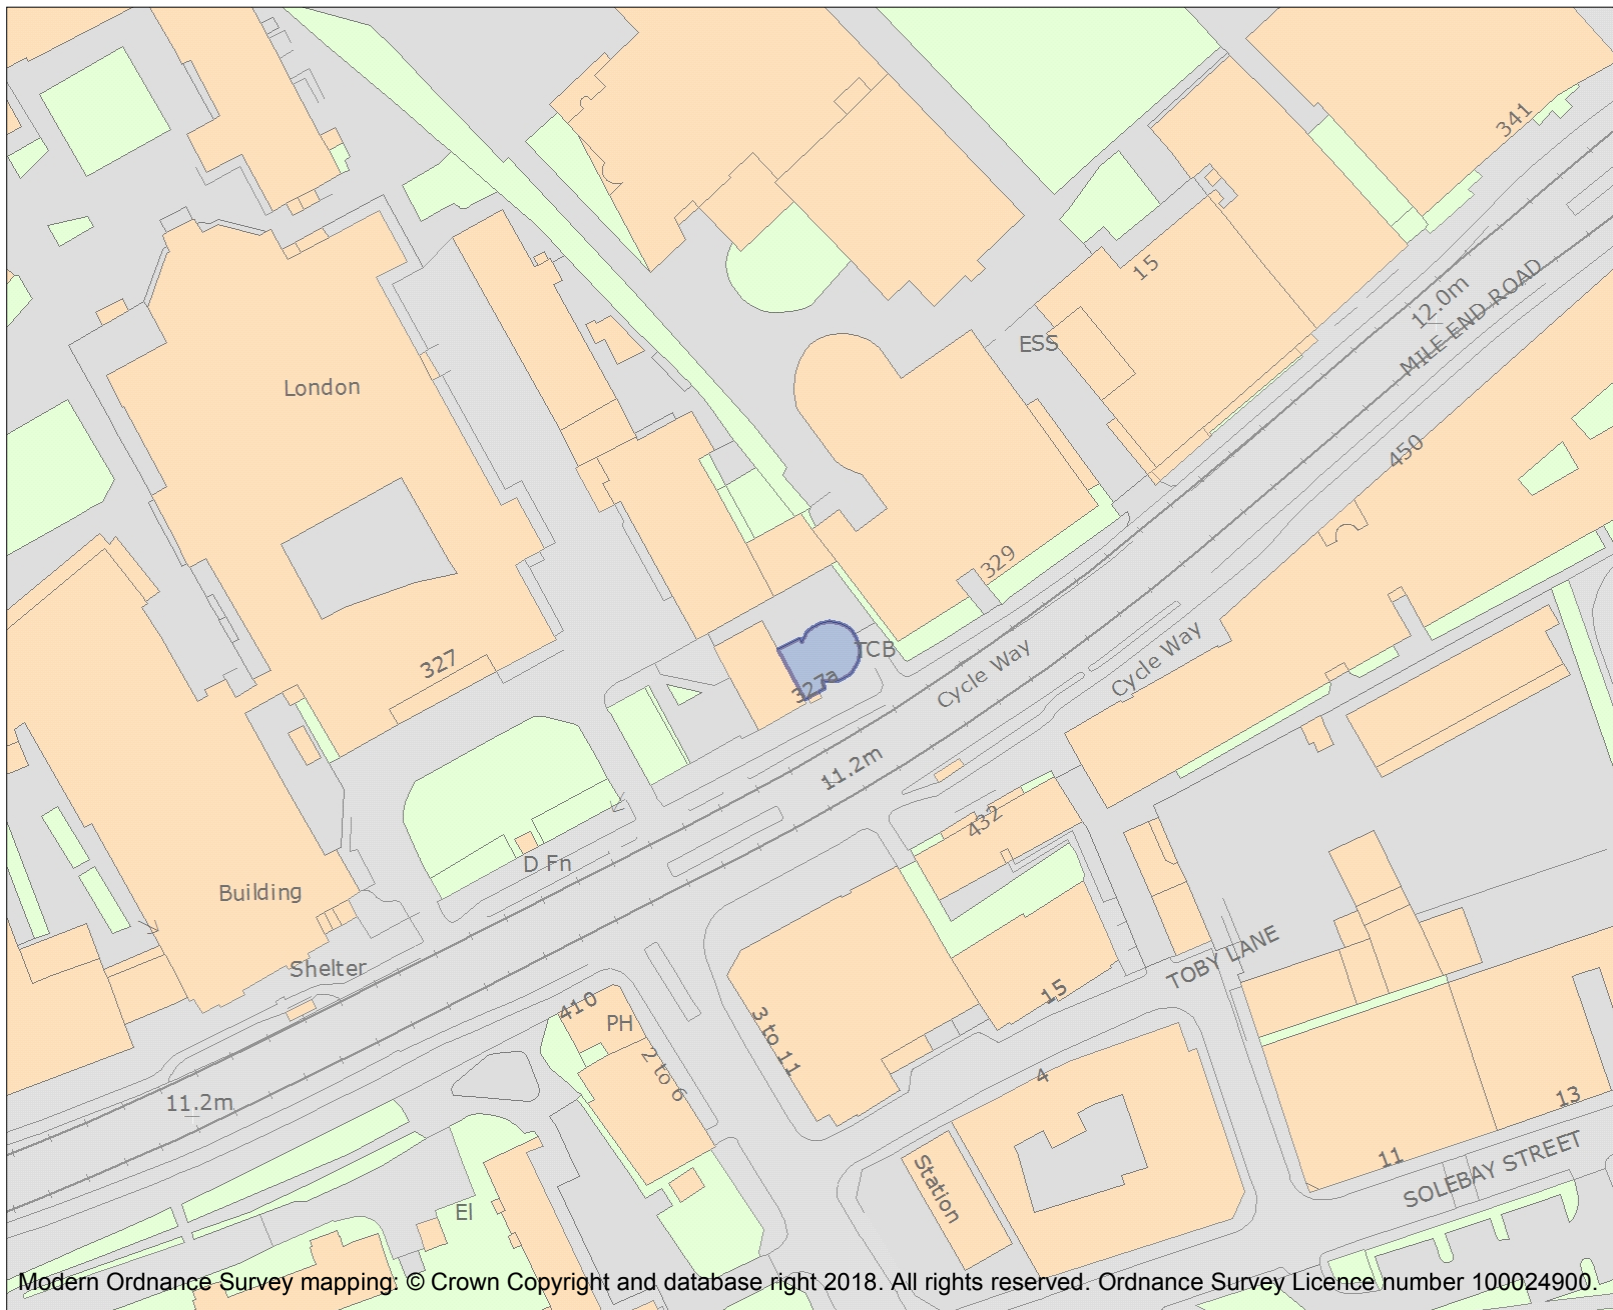 341
15
12.0m
MILE END ROAD
ESS
London
450
329
327
TCB
327a
Cycle Way
Cycle Way
11.2m
432
D Fn
Building
Shelter
TOBY LANE
410
PH
15
3 to 11
2 to 6
4
11.2m
13
11
SOLEBAY STREET
Station
El
Modern Ordnance Survey mapping: © Crown Copyright and database right 2018. All rights reserved. Ordnance Survey Licence number 100024900.